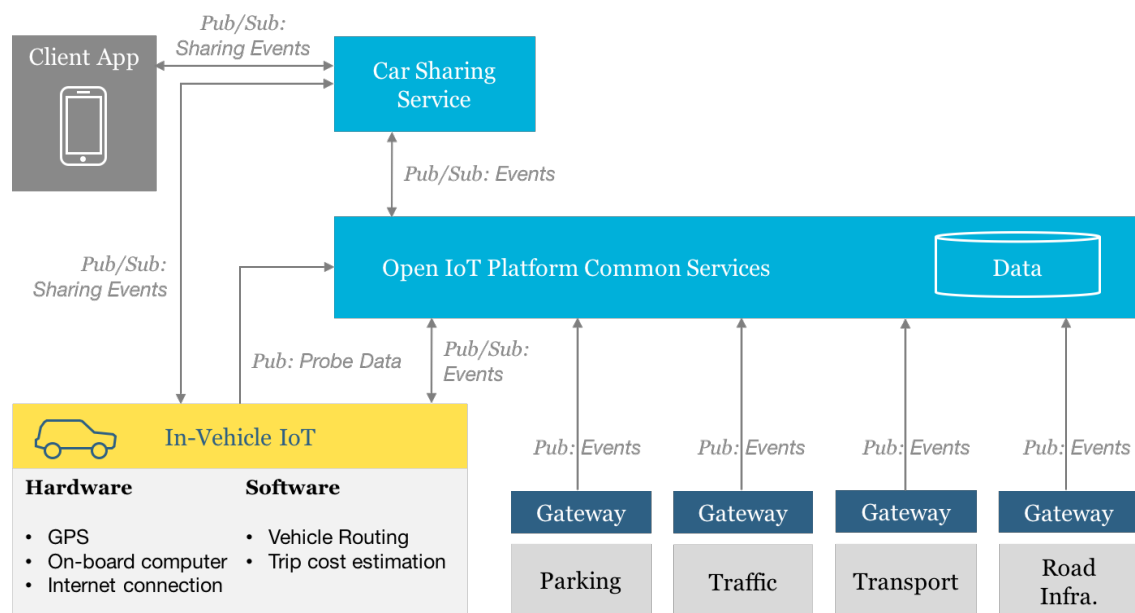 Pub/Sub:
Sharing Events
Client App
Car Sharing
Service
Pub/Sub: Events
Pub/Sub:
Sharing Events
Open IoT Platform Common Services
Data
Pub: Probe Data
Pub/Sub:
Events
In-Vehicle IoT
Hardware
• GPS
• On-board computer
• Internet connection
Software
• Vehicle Routing
• Trip cost estimation
Pub: Events
Pub: Events
Pub: Events
Pub: Events
Gateway
Gateway
Gateway
Gateway
Parking
Traffic
Transport
Road
Infra.